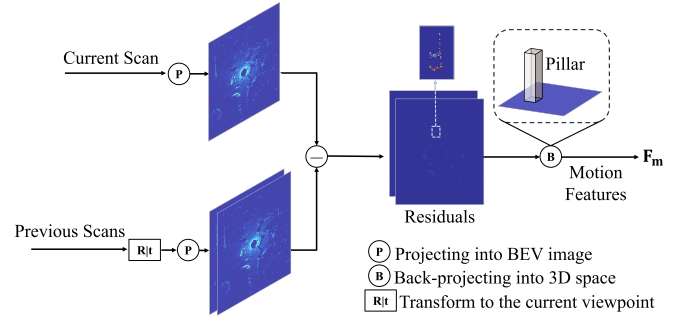 Current Scan
P
Pillar
—
B
F_m
Motion
Features
Residuals
Previous Scans
R|t
P
P Projecting into BEV image
B Back-projecting into 3D space
R|t Transform to the current viewpoint